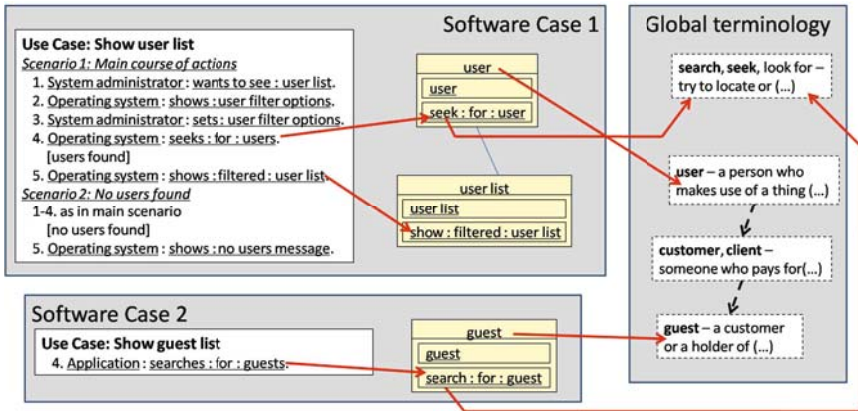 Software Case 1
Use Case: Show user list
Scenario 1: Main course of actions
1. System administrator : wants to see : user list.
2. Operating system : shows : user filter options.
3. System administrator : sets : user filter options.
4. Operating system : seeks : for : users.
[users found]
5. Operating system : shows : filtered : user list.
Scenario 2: No users found
1-4. as in main scenario
[no users found]
5. Operating system : shows : no users message.
user
user
seek : for : user
user list
user list
show : filtered : user list
Software Case 2
Use Case: Show guest list
4. Application : searches : for : guests.
guest
guest
search : for : guest
Global terminology
search, seek, look for –
try to locate or (...)
user – a person who
makes use of a thing (...)
customer, client –
someone who pays for(...)
guest – a customer
or a holder of (...)